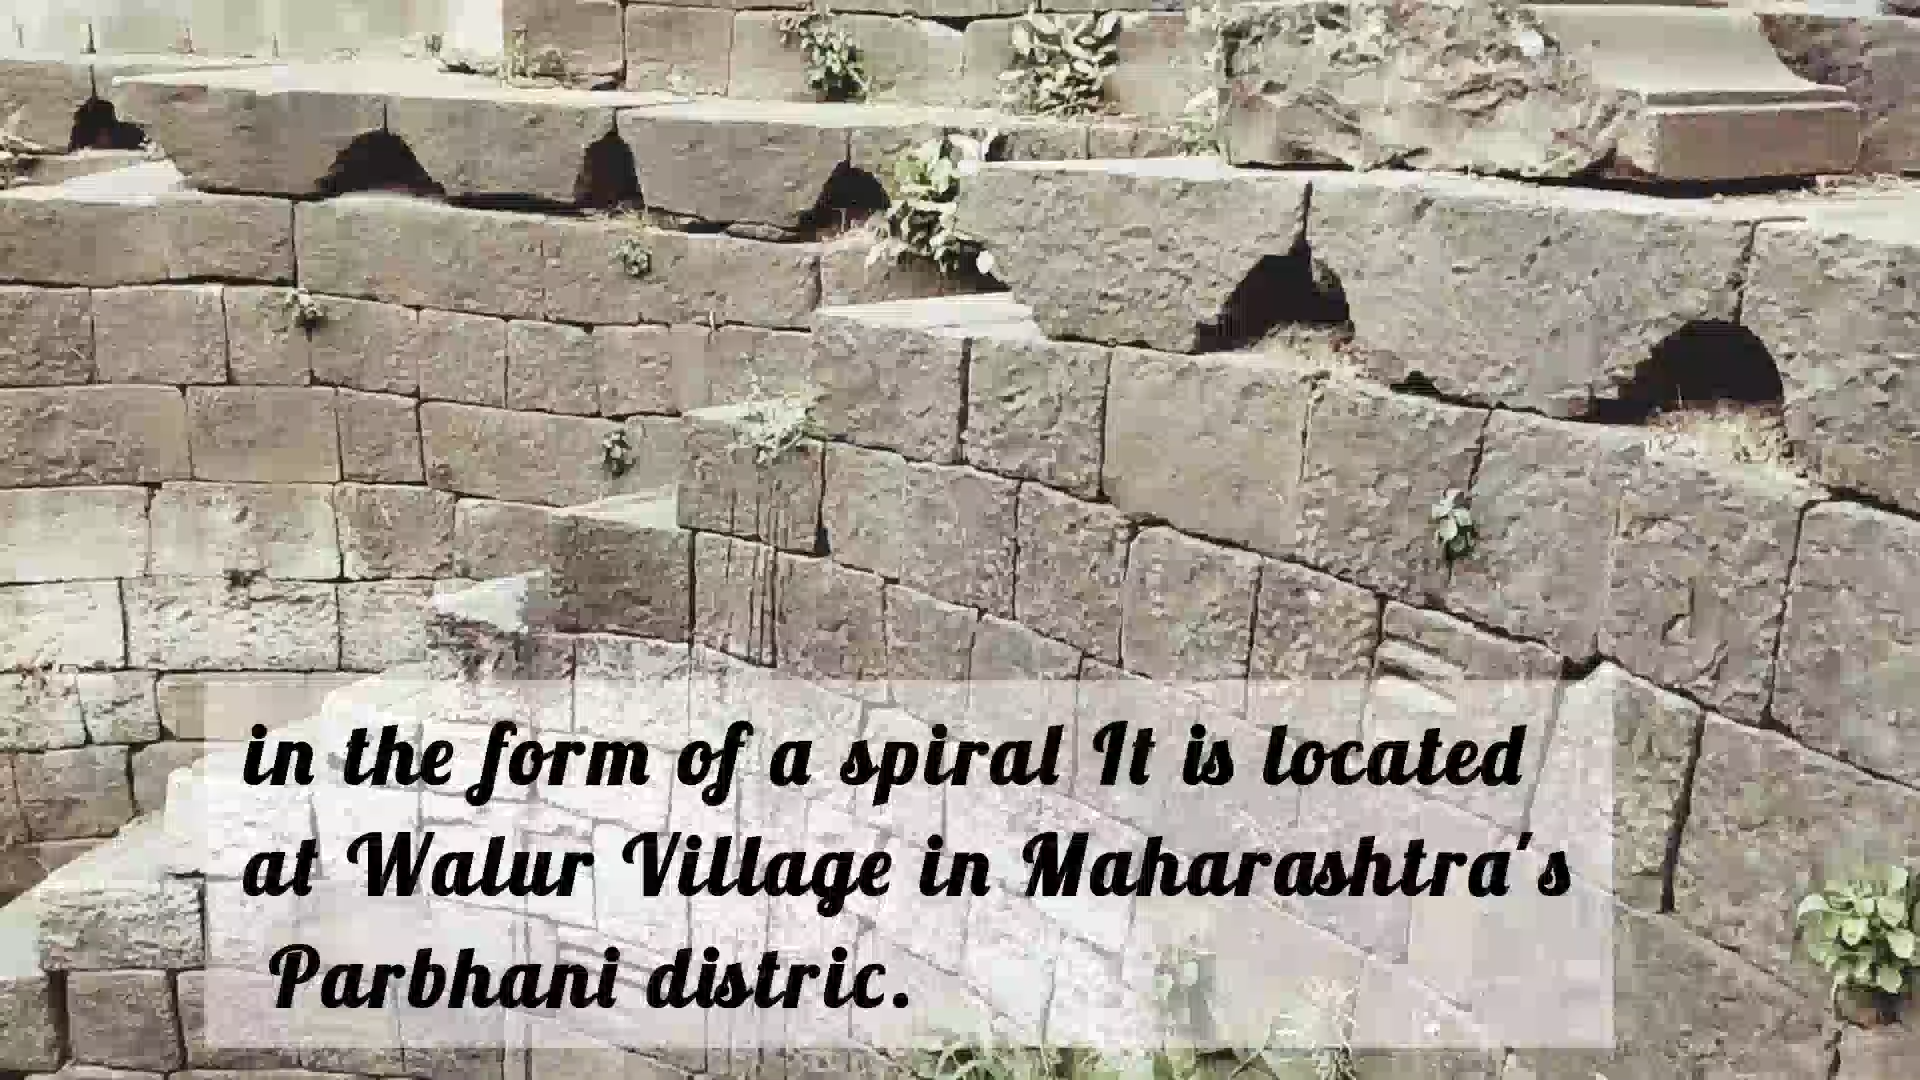 in the form of a spiral It is located
at Walur Village in Maharashtra's
Parbhani distric.